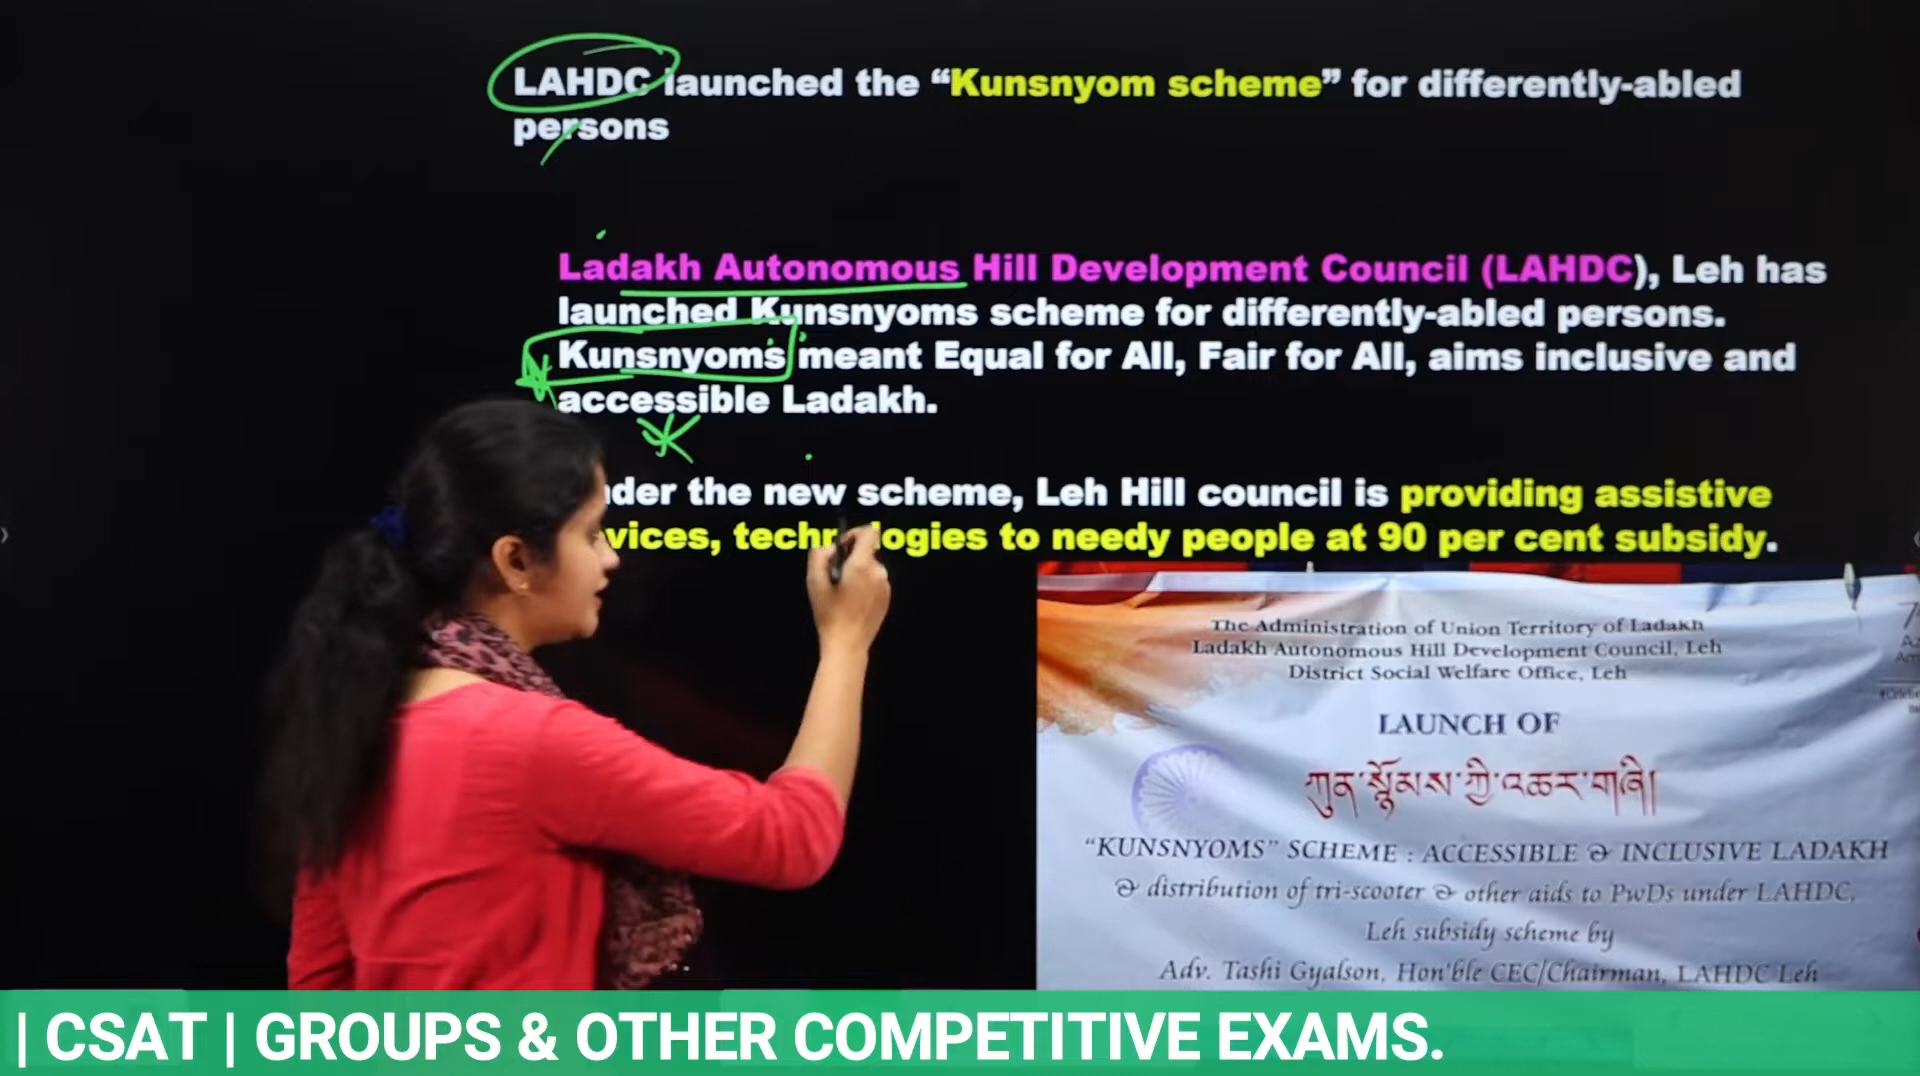 LAHDC launched the “Kunsnyom scheme” for differently-abled
persons
Ladakh Autonomous Hill Development Council (LAHDC), Leh has
launched Kunsnyoms scheme for differently-abled persons.
Kunsnyoms meant Equal for All, Fair for All, aims inclusive and
accessible Ladakh.
the new scheme, Leh Hill council is providing assistive
to needy people at 90 per cent subsidy.
The Administration of Union Territory of Ladakh
Ladakh Autonomous Hill Development Council, Leh
District Social Welfare Office, Leh
LAUNCH OF
ཀུན་སྙོམས་ཀྱི་འཆར་གཞི།
“KUNSNYOMS” SCHEME : ACCESSIBLE & INCLUSIVE LADAKH
& distribution of tri-scooter & other aids to PwDs under LAHDC,
Leh subsidy scheme by
Adv. Tashi Gyalson, Hon'ble CEC/Chairman, LAHDC Leh
| CSAT | GROUPS & OTHER COMPETITIVE EXAMS.